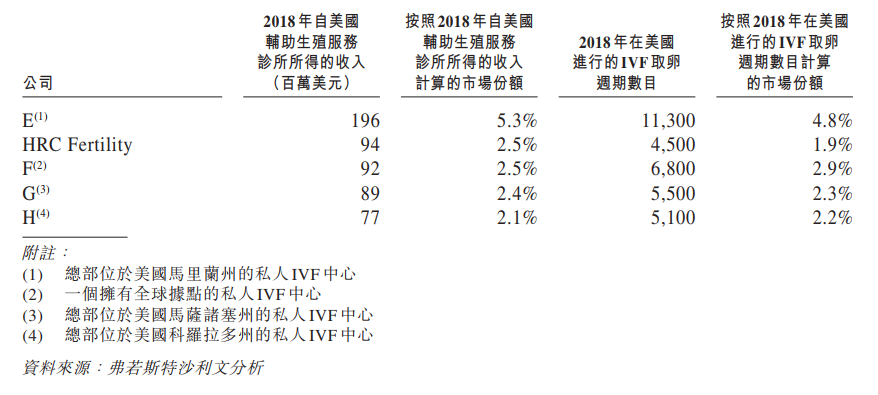 2018年自美國 按照2018年自美國 按照2018年在美國
輔助生殖服務 輔助生殖服務 2018年在美國 進行的IVF取卵
診所所得的收入 診所所得的收入 進行的IVF取卵 週期數目計算
公司 （百萬美元） 計算的市場份額 週期數目 的市場份額
E(1) 196 5.3% 11,300 4.8%
HRC Fertility 94 2.5% 4,500 1.9%
F(2) 92 2.5% 6,800 2.9%
G(3) 89 2.4% 5,500 2.3%
H(4) 77 2.1% 5,100 2.2%
附註：
(1) 總部位於美國馬里蘭州的私人IVF中心
(2) 一個擁有全球據點的私人IVF中心
(3) 總部位於美國馬薩諸塞州的私人IVF中心
(4) 總部位於美國科羅拉多州的私人IVF中心
資料來源：弗若斯特沙利文分析